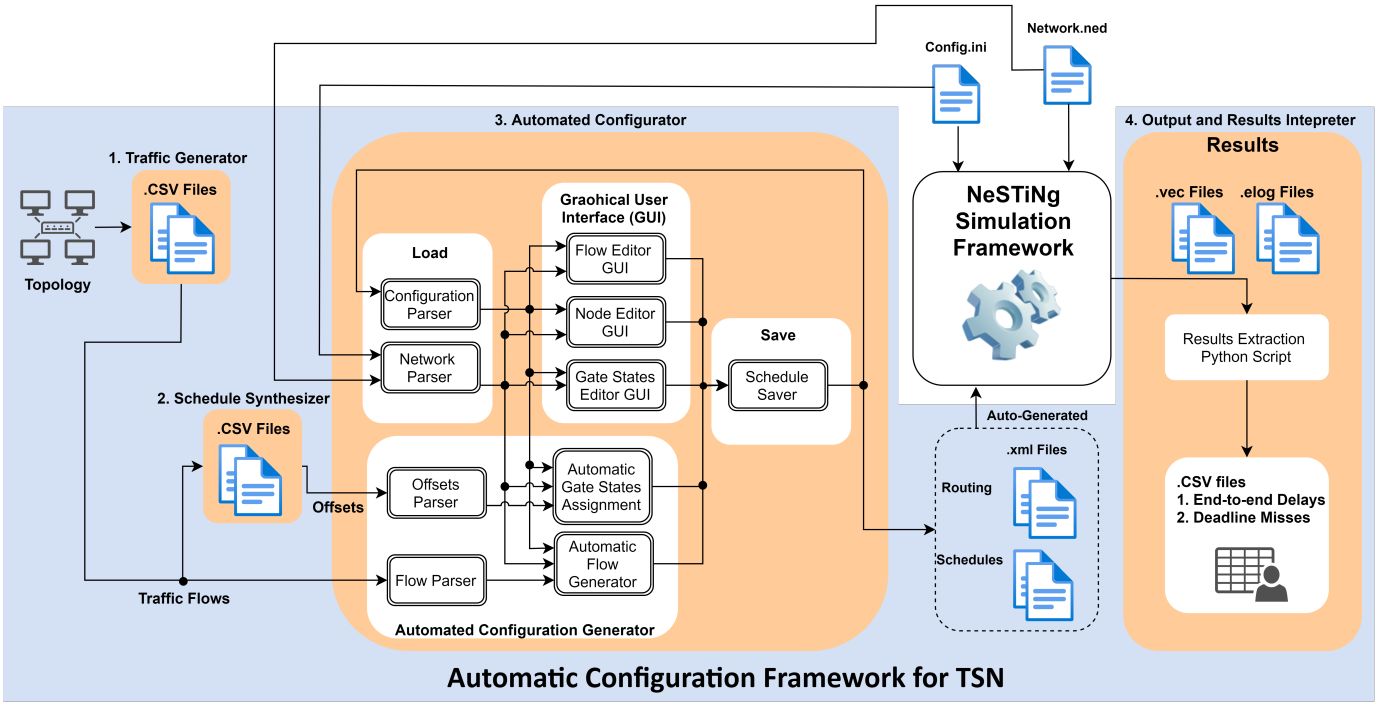 Network.ned
Config.ini
3. Automated Configurator
4. Output and Results Intepreter
Results
1. Traffic Generator
.CSV Files
Topology
Graohical User
Interface (GUI)
Flow Editor
GUI
Node Editor
GUI
Gate States
Editor GUI
Load
Configuration
Parser
Network
Parser
Save
Schedule
Saver
NeSTiNg
Simulation
Framework
.vec Files
.elog Files
Results Extraction
Python Script
2. Schedule Synthesizer
.CSV Files
Offsets
Offsets
Parser
Automatic
Gate States
Assignment
Flow Parser
Automatic
Flow
Generator
Automated Configuration Generator
Traffic Flows
Auto-Generated
.xml Files
Routing
Schedules
.CSV files
1. End-to-end Delays
2. Deadline Misses
Automatic Configuration Framework for TSN